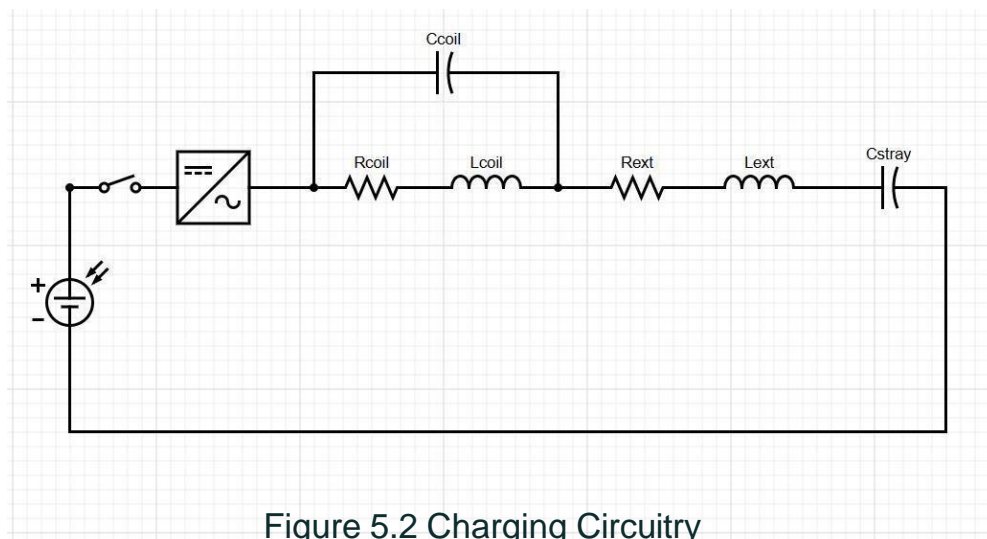 Ccoil
Rcoil Lcoil Rext Lext Cstray
+
−
Figure 5.2 Charging Circuitry